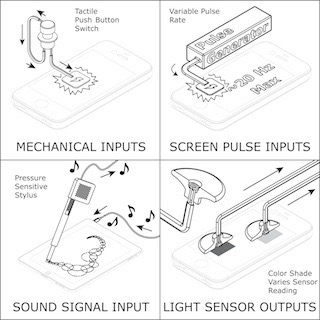 Tactile
Push Button
Switch
MECHANICAL INPUTS
Variable Pulse
Rate
Pulse
Generator
~20 Hz
Max
SCREEN PULSE INPUTS
Pressure
Sensitive
Stylus
SOUND SIGNAL INPUT
Color Shade
Varies Sensor
Reading
LIGHT SENSOR OUTPUTS